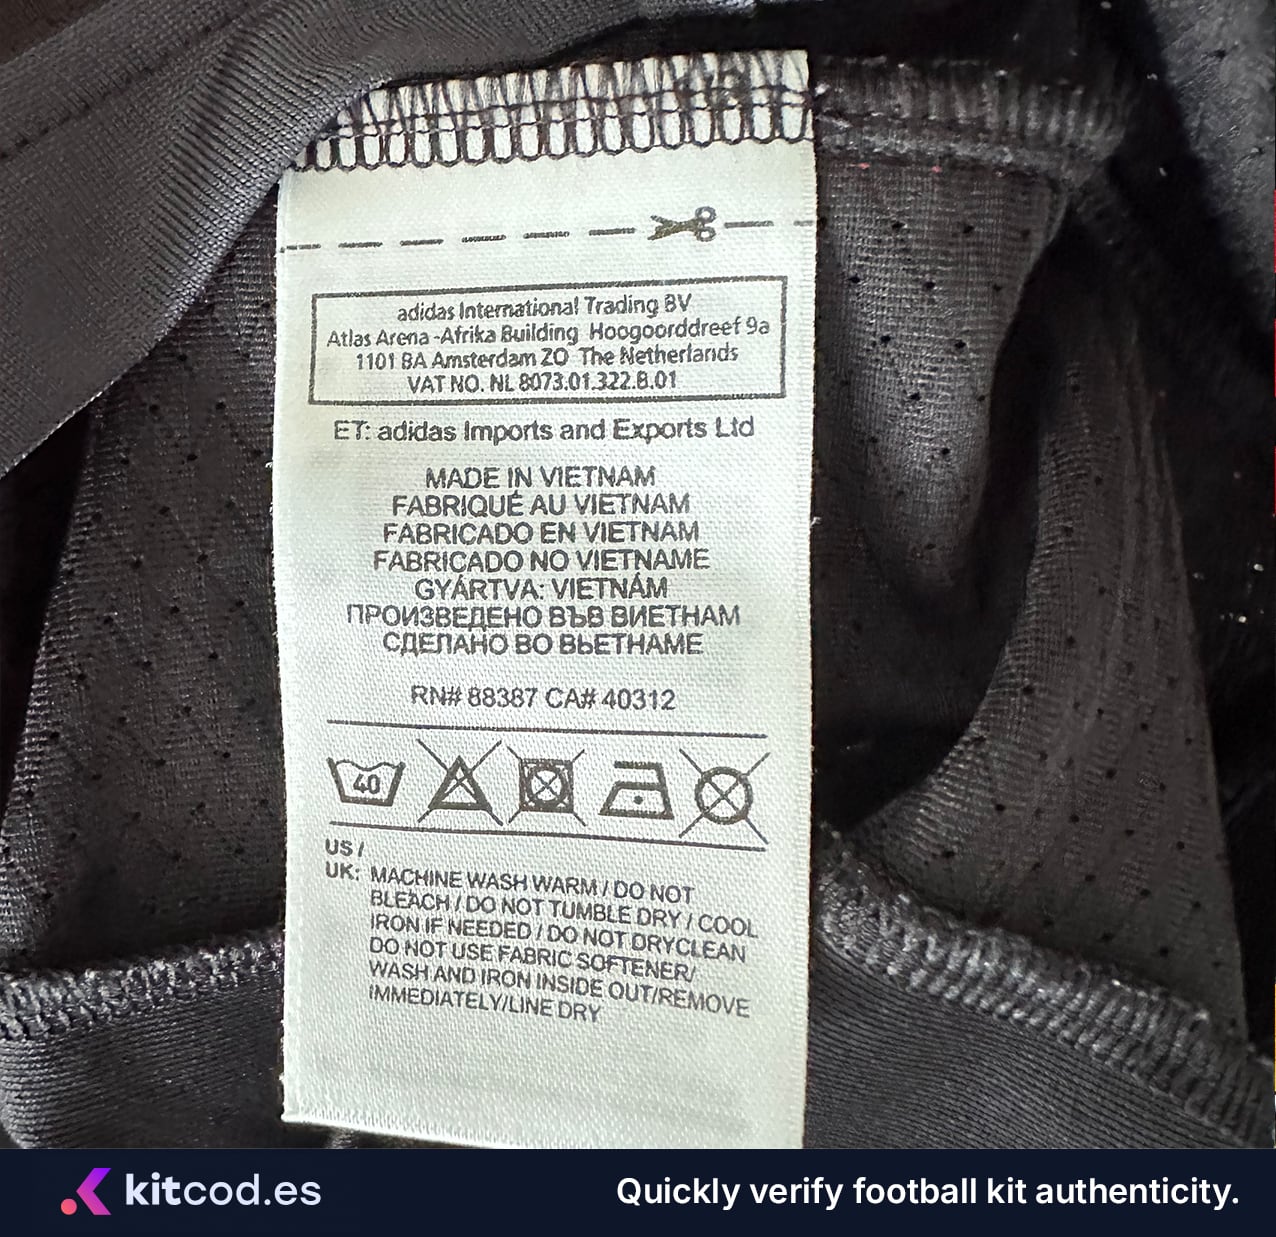 adidas International Trading BV
Atlas Arena -Afrika Building Hoogoorddreef 9a
1101 BA Amsterdam ZO The Netherlands
VAT NO. NL 8073.01.322.B.01
ET: adidas Imports and Exports Ltd
MADE IN VIETNAM
FABRIQUÉ AU VIETNAM
FABRICADO EN VIETNAM
FABRICADO NO VIETNAME
GYÁRTVA: VIETNÁM
ПРОИЗВЕДЕНО ВЪВ ВИЕТНАМ
СДЕЛАНО ВО ВЬЕТНАМЕ
RN# 88387 CA# 40312
40
US /
UK: MACHINE WASH WARM / DO NOT
BLEACH / DO NOT TUMBLE DRY / COOL
IRON IF NEEDED / DO NOT DRYCLEAN
DO NOT USE FABRIC SOFTENER/
WASH AND IRON INSIDE OUT/REMOVE
IMMEDIATELY/LINE DRY
kitcod.es
Quickly verify football kit authenticity.